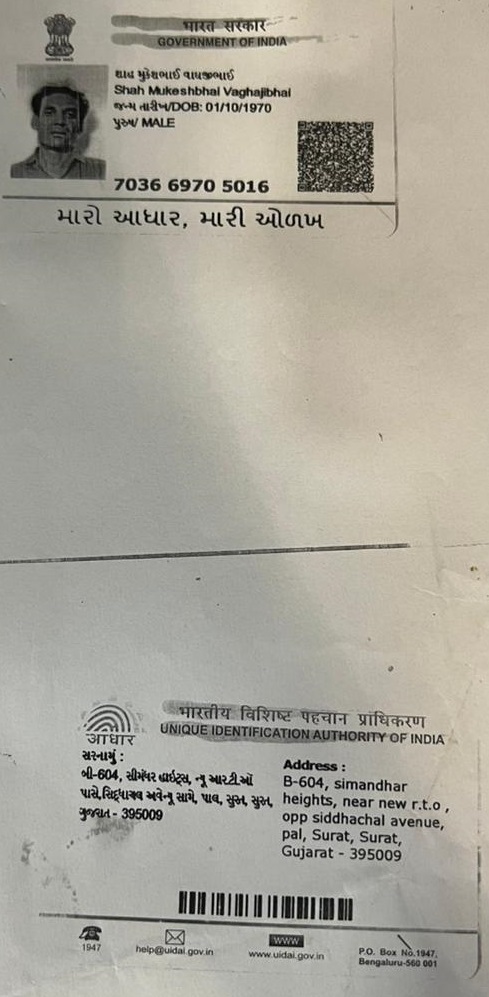 भारत सरकार
GOVERNMENT OF INDIA
શાહ મુકેશભાઈ વાઘજીભાઈ
Shah Mukeshbhai Vaghajibhai
જન્મ તારીખ/DOB: 01/10/1970
પુરુષ/ MALE
7036 6970 5016
મારો આધાર, મારી ઓળખ
भारतीय विशिष्ट पहचान प्राधिकरण
UNIQUE IDENTIFICATION AUTHORITY OF INDIA
આધાર
સરનામું :
બી-604, સીમંધર હાઇટ્સ, ન્યૂ આર.ટી.ઓ
પાસે, સિદ્ધાચલ એવેન્યૂ સામે, પાલ, સુરત, સુરત,
ગુજરાત - 395009
Address :
B-604, simandhar
heights, near new r.t.o ,
opp siddhachal avenue,
pal, Surat, Surat,
Gujarat - 395009
1947
help@uidai.gov.in
www
www.uidai.gov.in
P.O. Box No.1947,
Bengaluru-560 001